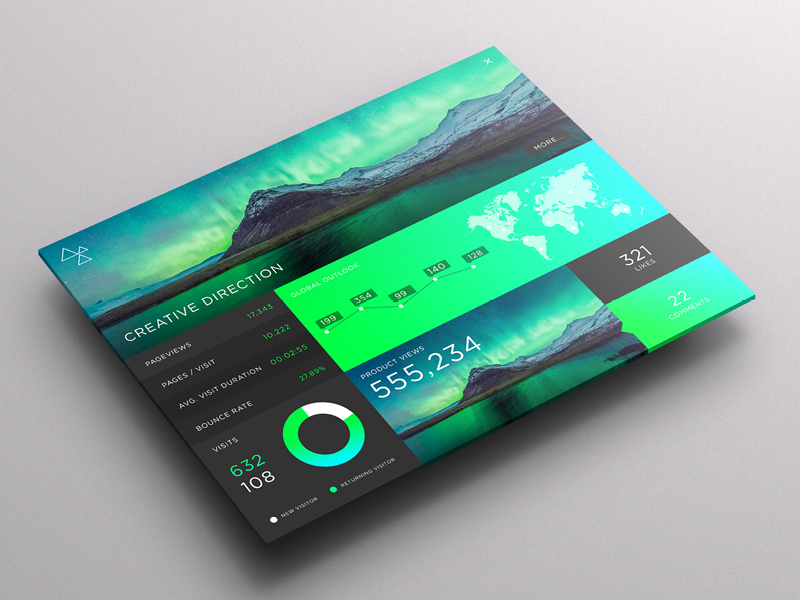 MORE...
CREATIVE DIRECTION
PAGEVIEWS 17,343
PAGES / VISIT 10.222
AVG. VISIT DURATION 00:02:55
BOUNCE RATE 27.89%
VISITS
632
108
NEW VISITOR
RETURNING VISITOR
GLOBAL OUTLOOK
199
354
99
140
128
PRODUCT VIEWS
555,234
321
LIKES
22
COMMENTS